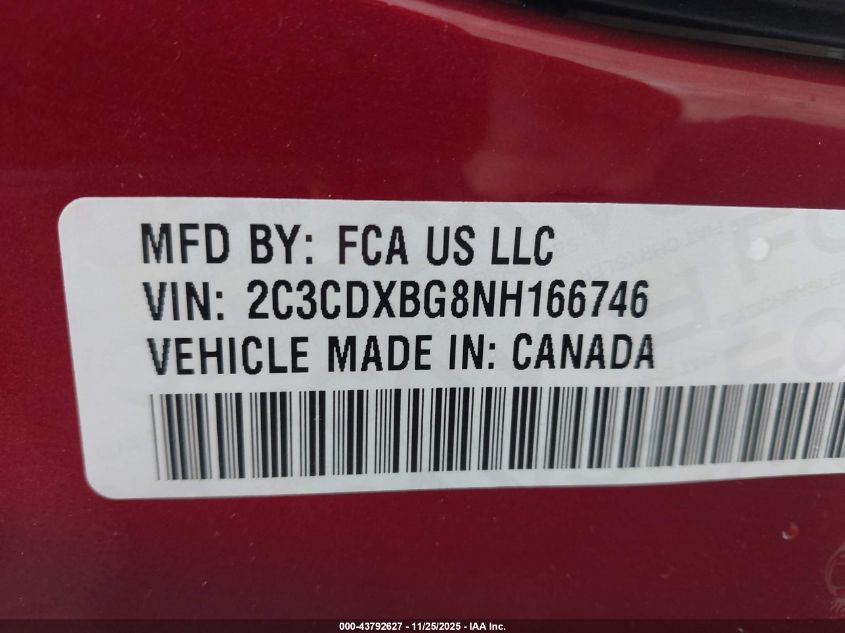 MFD BY: FCA US LLC
VIN: 2C3CDXBG8NH166746
VEHICLE MADE IN: CANADA
000-43792627 - 11/25/2025 - IAA Inc.